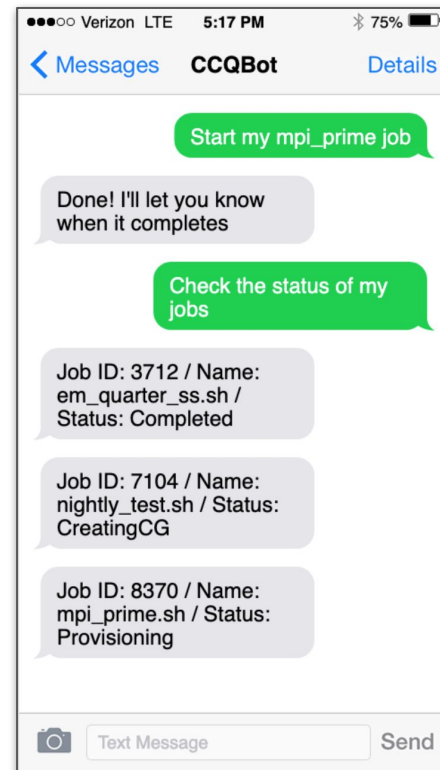 Verizon LTE 5:17 PM 75%
Messages CCQBot Details
Start my mpi_prime job
Done! I'll let you know
when it completes
Check the status of my
jobs
Job ID: 3712 / Name:
em_quarter_ss.sh /
Status: Completed
Job ID: 7104 / Name:
nightly_test.sh / Status:
CreatingCG
Job ID: 8370 / Name:
mpi_prime.sh / Status:
Provisioning
Text Message Send